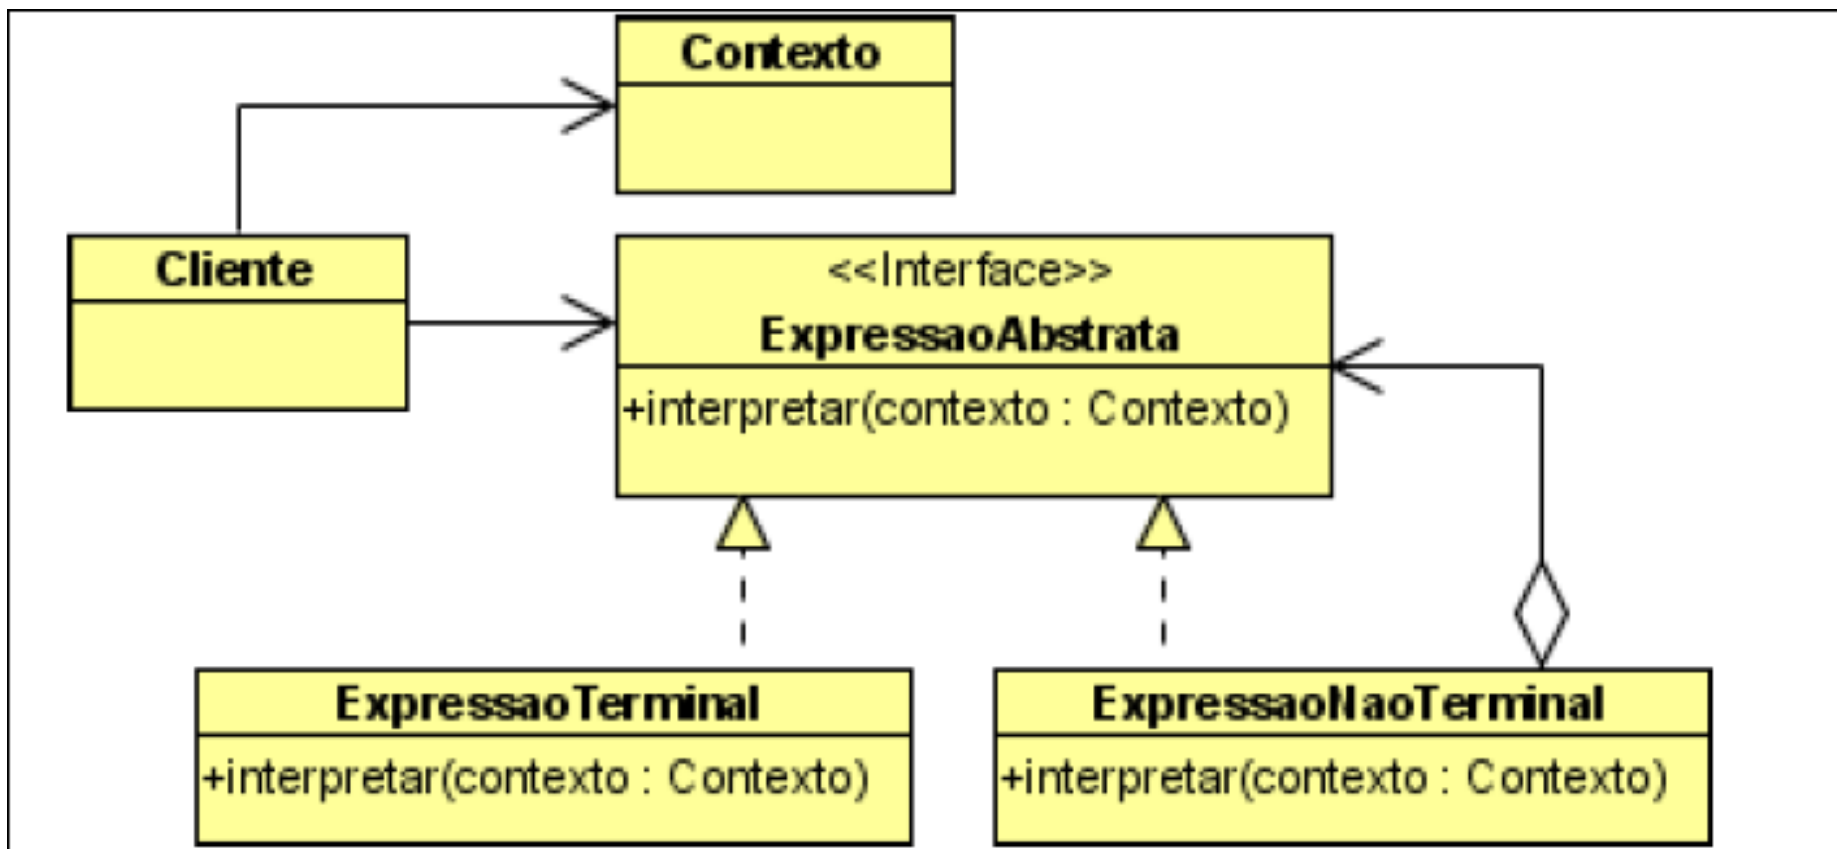 Contexto
Cliente
<<Interface>>
ExpressaoAbstrata
+interpretar(contexto : Contexto)
ExpressaoTerminal
+interpretar(contexto : Contexto)
ExpressaoNaoTerminal
+interpretar(contexto : Contexto)